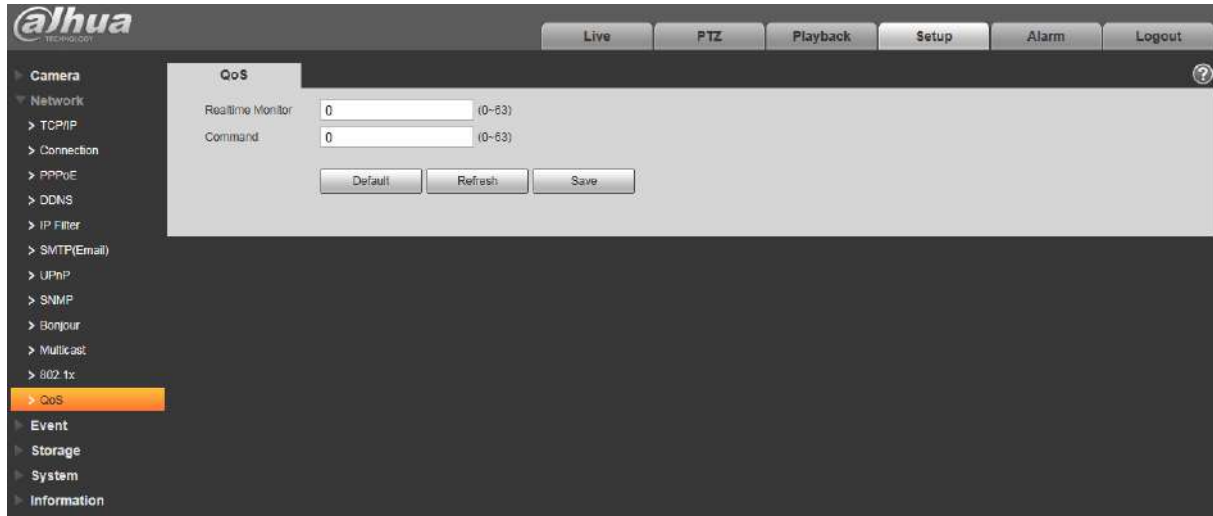 alhua
TECHNOLOGY
Live PTZ Playback Setup Alarm Logout
Camera
Network
> TCP/IP
> Connection
> PPPoE
> DDNS
> IP Filter
> SMTP(Email)
> UPnP
> SNMP
> Bonjour
> Multicast
> 802.1x
> QoS
Event
Storage
System
Information
QoS ?
Realtime Monitor 0 (0~63)
Command 0 (0~63)
Default Refresh Save